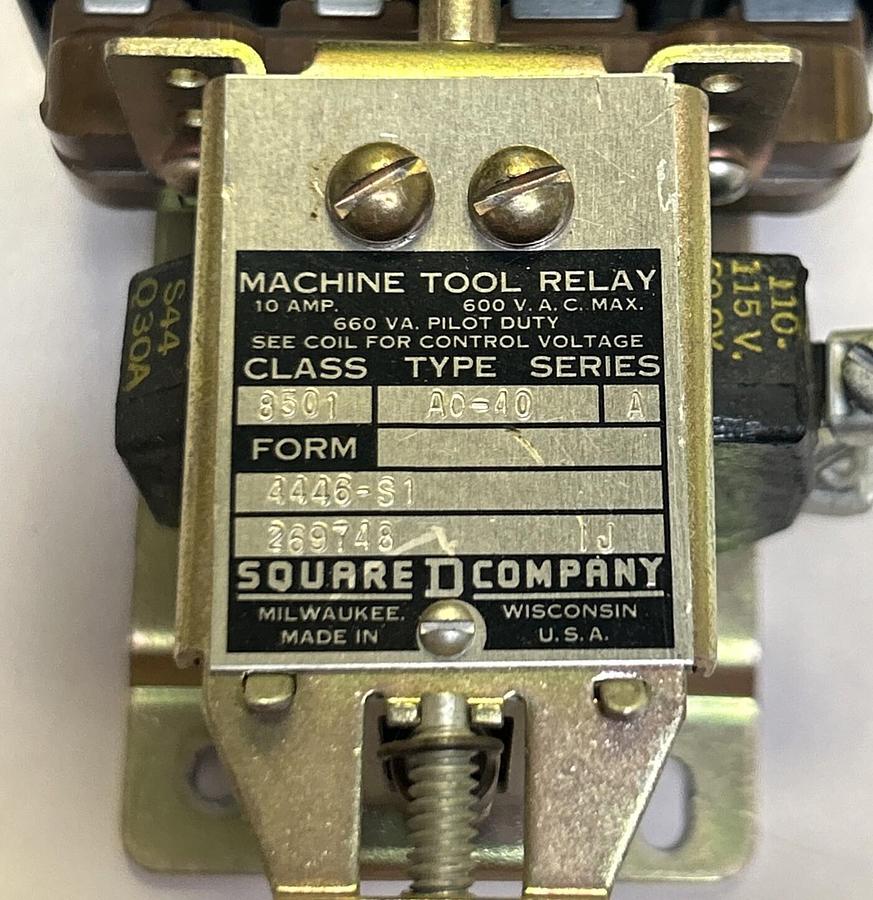 MACHINE TOOL RELAY
10 AMP. 600 V. A. C. MAX.
660 VA. PILOT DUTY
SEE COIL FOR CONTROL VOLTAGE
CLASS TYPE SERIES
8501 AO-40 A
FORM
4446-S1
269748 IJ
SQUARE D COMPANY
MILWAUKEE, WISCONSIN
MADE IN U.S.A.
S44
Q30A
110-
115 V.